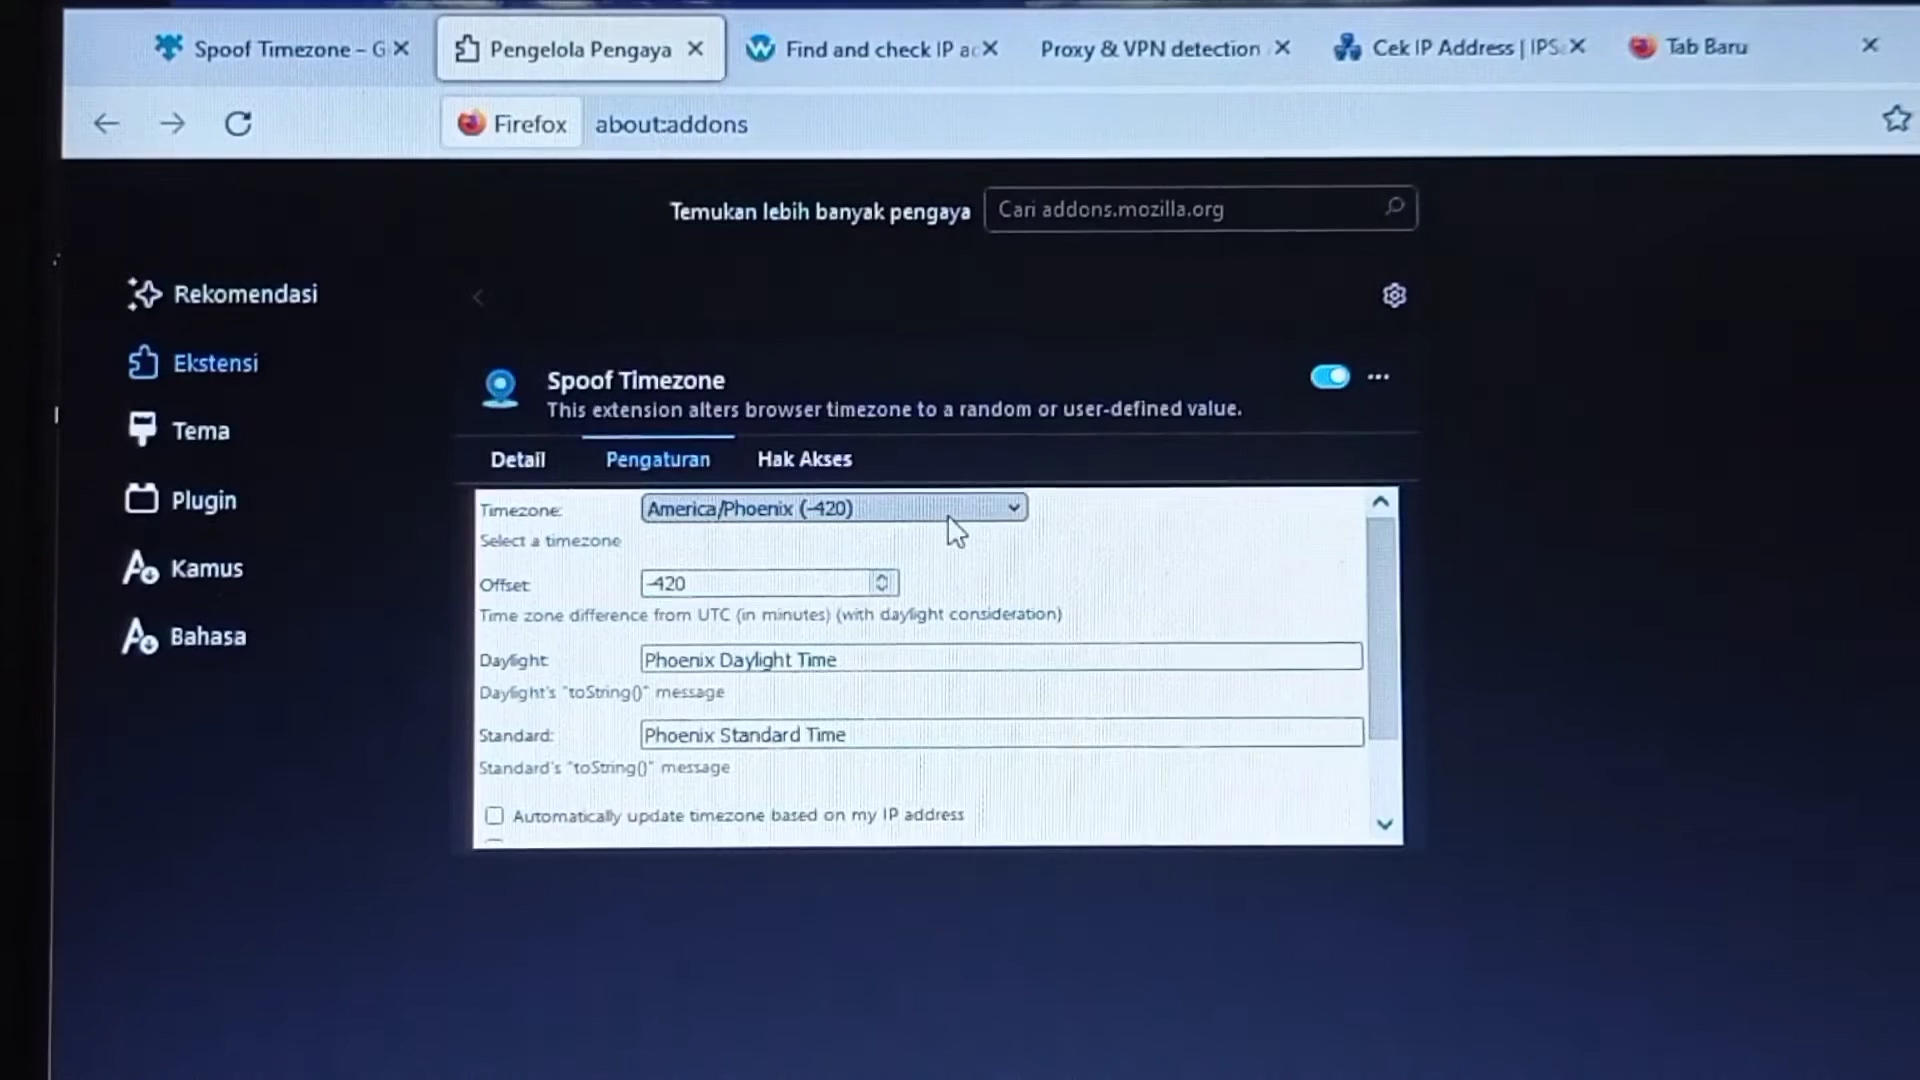 Spoof Timezone – G
Pengelola Pengaya
Find and check IP ac
Proxy & VPN detection
Cek IP Address | IPS
Tab Baru
Firefox
about:addons
Temukan lebih banyak pengaya
Cari addons.mozilla.org
Rekomendasi
Ekstensi
Tema
Plugin
Kamus
Bahasa
Spoof Timezone
This extension alters browser timezone to a random or user-defined value.
Detail
Pengaturan
Hak Akses
Timezone:
America/Phoenix (-420)
Select a timezone
Offset:
-420
Time zone difference from UTC (in minutes) (with daylight consideration)
Daylight:
Phoenix Daylight Time
Daylight's "toString()" message
Standard:
Phoenix Standard Time
Standard's "toString()" message
Automatically update timezone based on my IP address